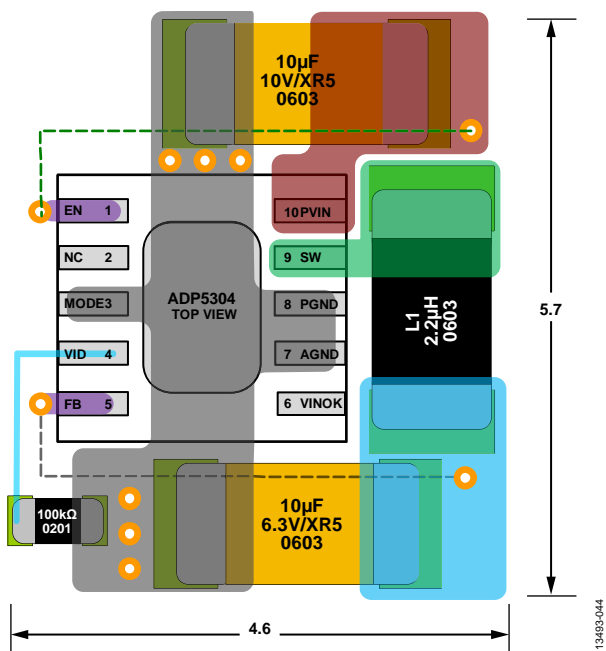 10µF
10V/XR5
0603
EN 1
10PVIN
NC 2
9 SW
MODE3
ADP5304
TOP VIEW
8 PGND
L1
2.2µH
0603
5.7
VID 4
7 AGND
FB 5
6 VINOK
100kΩ
0201
10µF
6.3V/XR5
0603
4.6
13493-044